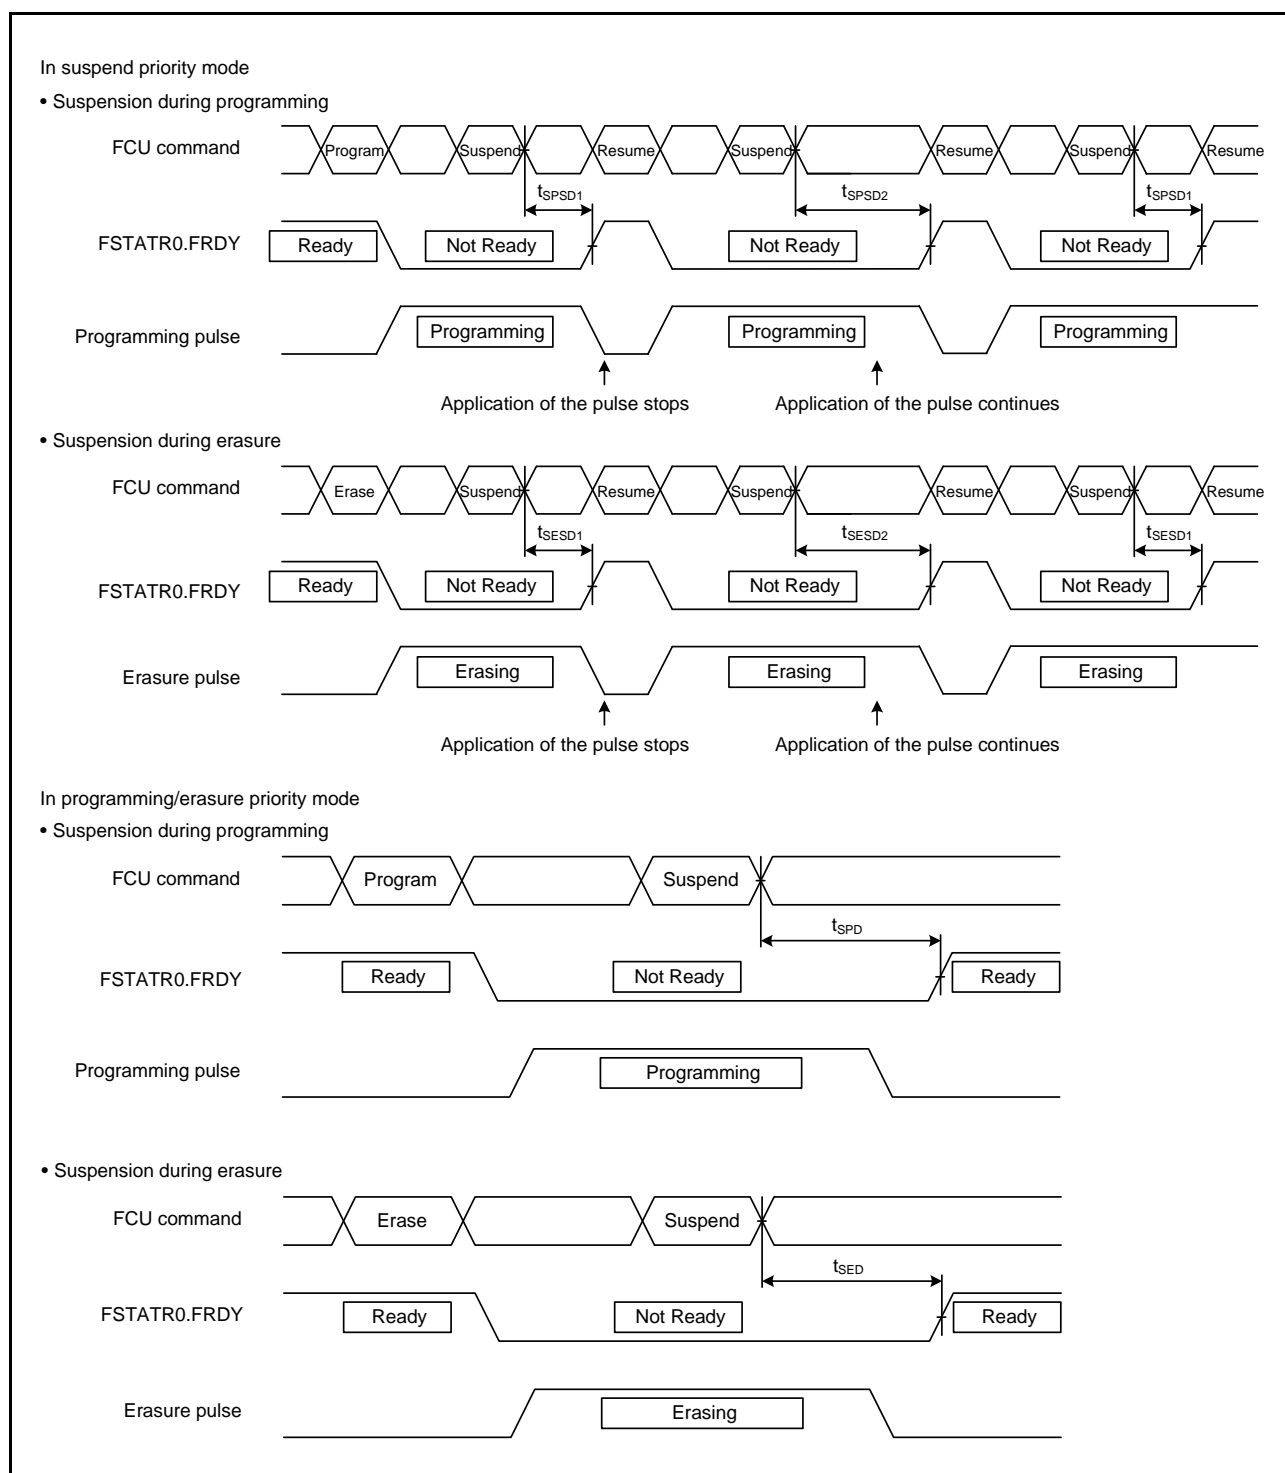 In suspend priority mode
• Suspension during programming
FCU command
Program
Suspend
Resume
Suspend
Resume
Suspend
Resume
tSPSD1
tSPSD2
tSPSD1
FSTATR0.FRDY
Ready
Not Ready
Not Ready
Not Ready
Programming pulse
Programming
Programming
Programming
Application of the pulse stops
Application of the pulse continues
• Suspension during erasure
FCU command
Erase
Suspend
Resume
Suspend
Resume
Suspend
Resume
tSESD1
tSESD2
tSESD1
FSTATR0.FRDY
Ready
Not Ready
Not Ready
Not Ready
Erasure pulse
Erasing
Erasing
Erasing
Application of the pulse stops
Application of the pulse continues
In programming/erasure priority mode
• Suspension during programming
FCU command
Program
Suspend
tSPD
FSTATR0.FRDY
Ready
Not Ready
Ready
Programming pulse
Programming
• Suspension during erasure
FCU command
Erase
Suspend
tSED
FSTATR0.FRDY
Ready
Not Ready
Ready
Erasure pulse
Erasing